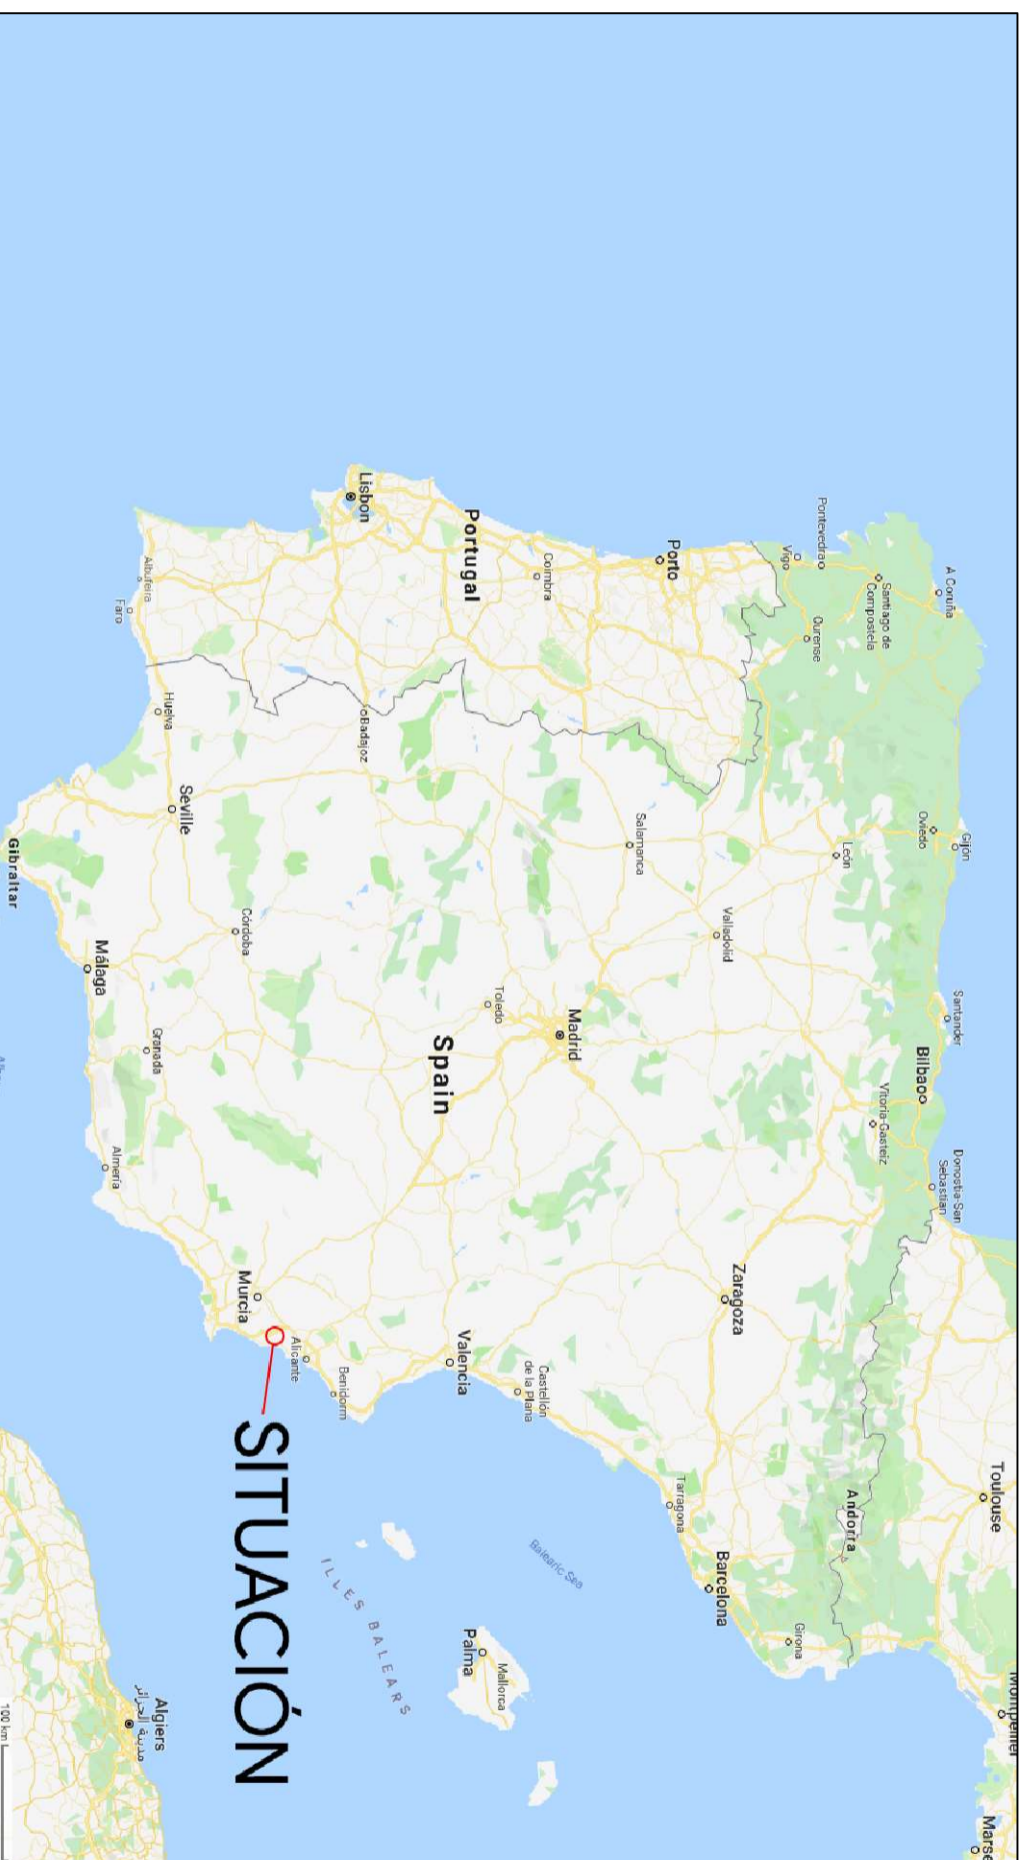 A Coruña
Santiago de
Compostela
Pontevedra
Vigo
Ourense
Gijón
Oviedo
León
Santander
Bilbao
Vitoria-Gasteiz
Donostia-San
Sebastian
Toulouse
Andorra
Girona
Porto
Valladolid
Zaragoza
Barcelona
Tarragona
Salamanca
Coimbra
Madrid
Castellón
de la Plana
Balearic Sea
Portugal
Toledo
Spain
Valencia
Mallorca
Palma
ILLES BALEARS
Lisbon
Badajoz
Benidorm
Alicante
Murcia
SITUACIÓN
Córdoba
Seville
Huelva
Albufeira
Faro
Granada
Málaga
Almería
Gibraltar
Algiers
مدينة الجزائر
100 km